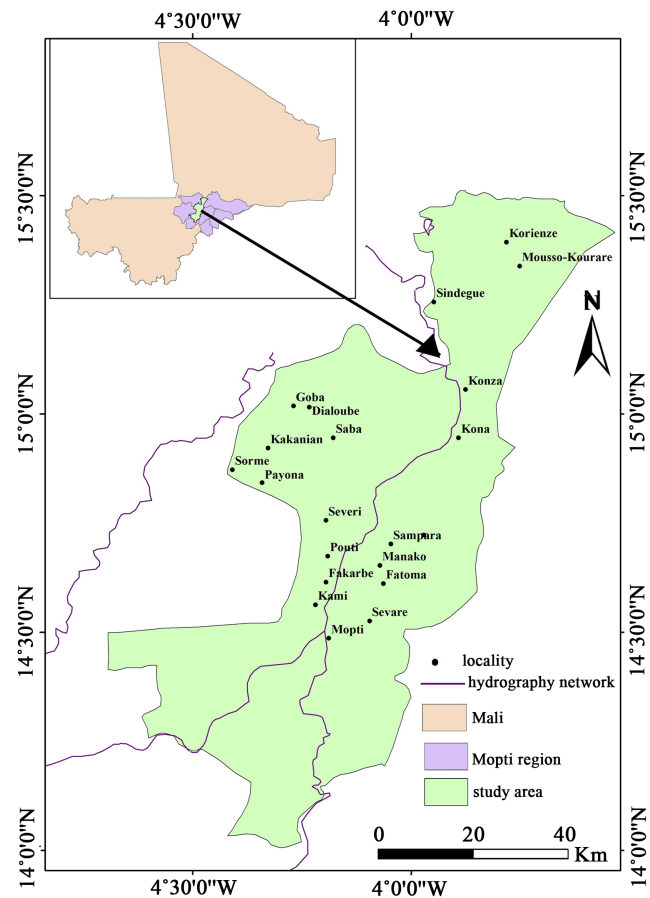 4°30'0"W
4°0'0"W
15°30'0"N
15°30'0"N
Korienze
Mousso-Kourare
Sindegue
N
Konza
Goba
Dialoube
15°0'0"N
15°0'0"N
Saba
Kona
Kakanian
Sorme
Payona
Severi
Sampara
Pouti
Manako
Fakarbe
Fatoma
Kami
Sevare
Mopti
14°30'0"N
14°30'0"N
locality
hydrography network
Mali
Mopti region
study area
0 20 40
Km
14°0'0"N
14°0'0"N
4°30'0"W
4°0'0"W